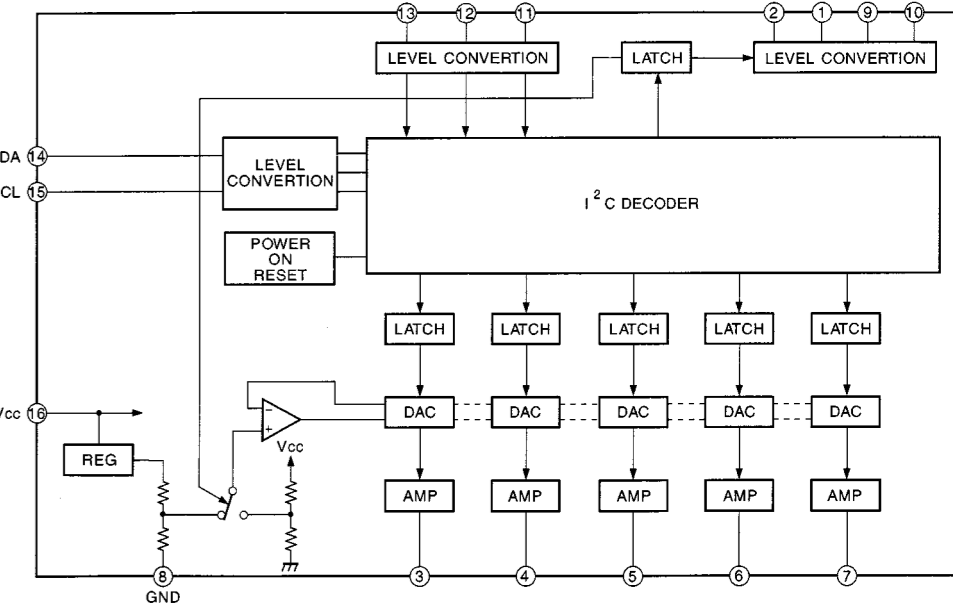 13 12 11 2 1 9 10
LEVEL CONVERTION LATCH LEVEL CONVERTION
DA 14
CL 15
LEVEL
CONVERTION
I²C DECODER
POWER
ON
RESET
LATCH LATCH LATCH LATCH LATCH
Vcc 16
DAC DAC DAC DAC DAC
−
+
Vcc
REG
AMP AMP AMP AMP AMP
8 3 4 5 6 7
GND